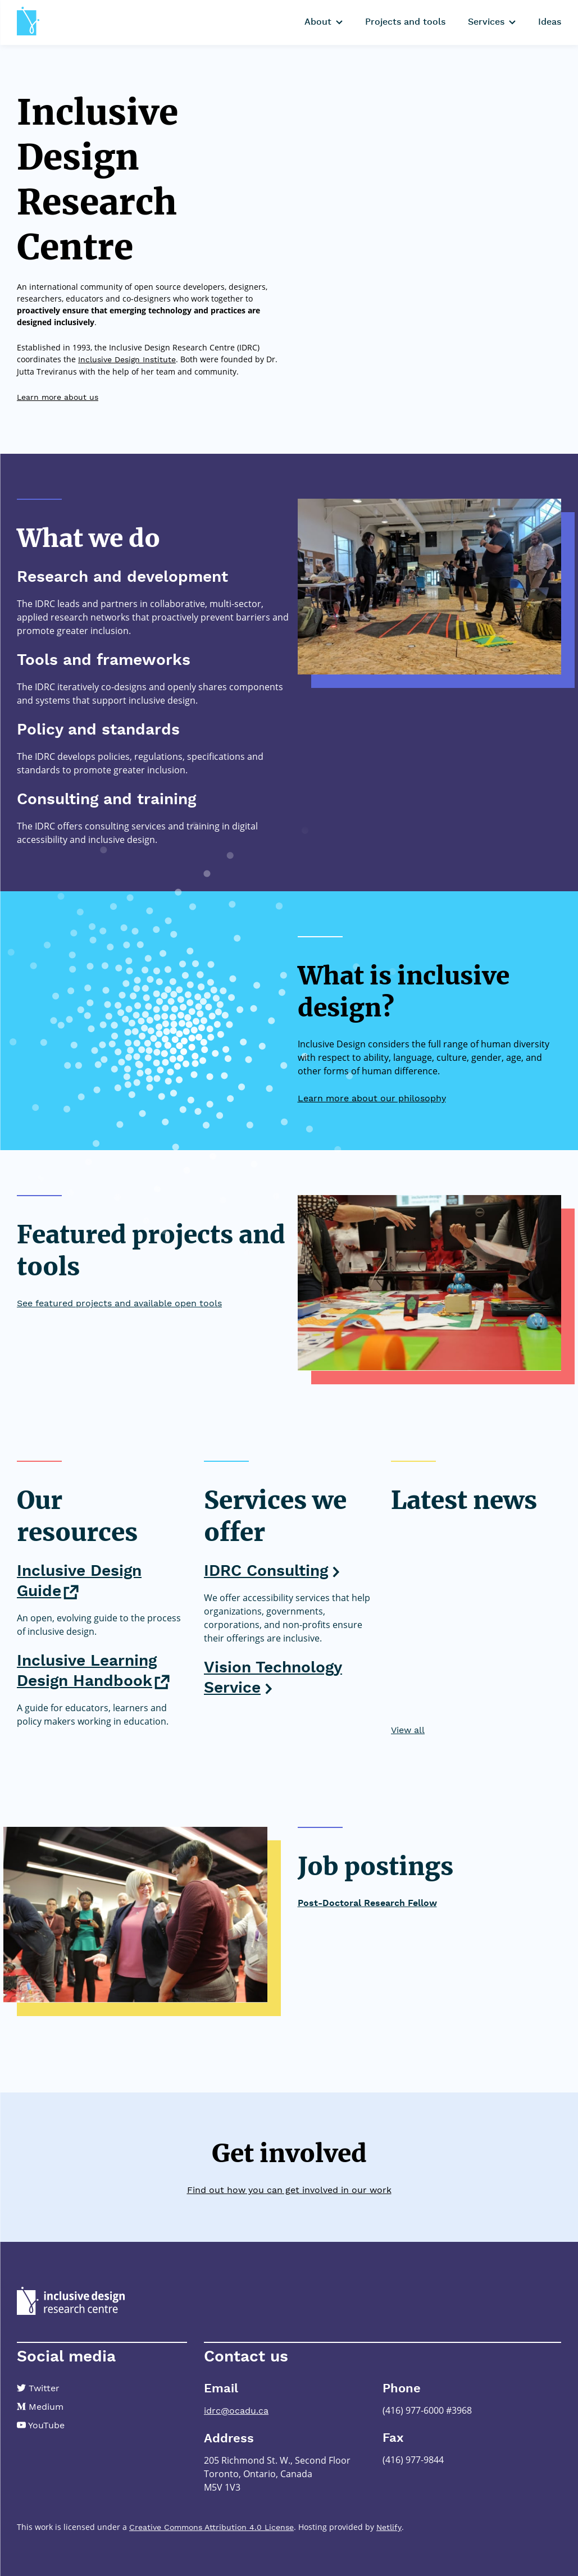 About
Projects and tools
Services
Ideas
Inclusive
Design
Research
Centre
An international community of open source developers, designers,
researchers, educators and co-designers who work together to
proactively ensure that emerging technology and practices are
designed inclusively.
Established in 1993, the Inclusive Design Research Centre (IDRC)
coordinates the Inclusive Design Institute. Both were founded by Dr.
Jutta Treviranus with the help of her team and community.
Learn more about us
What we do
Research and development
The IDRC leads and partners in collaborative, multi-sector,
applied research networks that proactively prevent barriers and
promote greater inclusion.
Tools and frameworks
The IDRC iteratively co-designs and openly shares components
and systems that support inclusive design.
Policy and standards
The IDRC develops policies, regulations, specifications and
standards to promote greater inclusion.
Consulting and training
The IDRC offers consulting services and training in digital
accessibility and inclusive design.
What is inclusive
design?
Inclusive Design considers the full range of human diversity
with respect to ability, language, culture, gender, age, and
other forms of human difference.
Learn more about our philosophy
Featured projects and
tools
See featured projects and available open tools
Our
resources
Inclusive Design
Guide
An open, evolving guide to the process
of inclusive design.
Inclusive Learning
Design Handbook
A guide for educators, learners and
policy makers working in education.
Services we
offer
IDRC Consulting
We offer accessibility services that help
organizations, governments,
corporations, and non-profits ensure
their offerings are inclusive.
Vision Technology
Service
Latest news
View all
Job postings
Post-Doctoral Research Fellow
Get involved
Find out how you can get involved in our work
inclusive design
research centre
Social media
Twitter
Medium
YouTube
Contact us
Email
idrc@ocadu.ca
Address
205 Richmond St. W., Second Floor
Toronto, Ontario, Canada
M5V 1V3
Phone
(416) 977-6000 #3968
Fax
(416) 977-9844
This work is licensed under a Creative Commons Attribution 4.0 License. Hosting provided by Netlify.